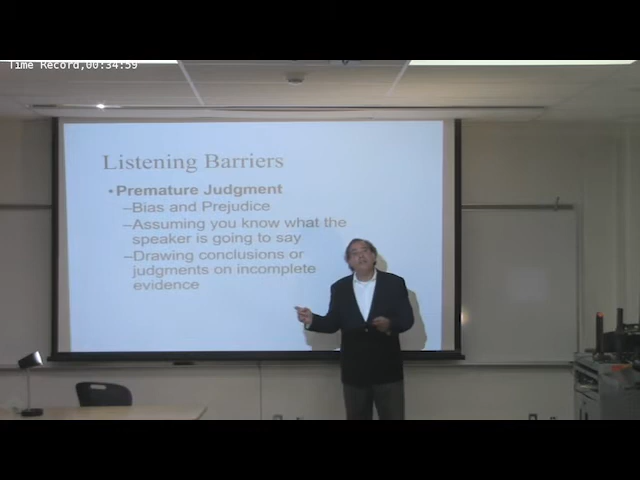 Time Record,00:34:59
Listening Barriers
•Premature Judgment
–Bias and Prejudice
–Assuming you know what the
speaker is going to say
–Drawing conclusions or
judgments on incomplete
evidence